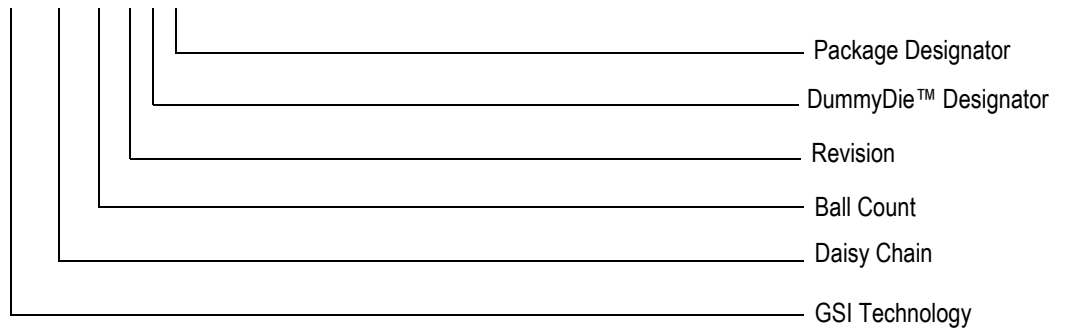 Package Designator
DummyDie™ Designator
Revision
Ball Count
Daisy Chain
GSI Technology